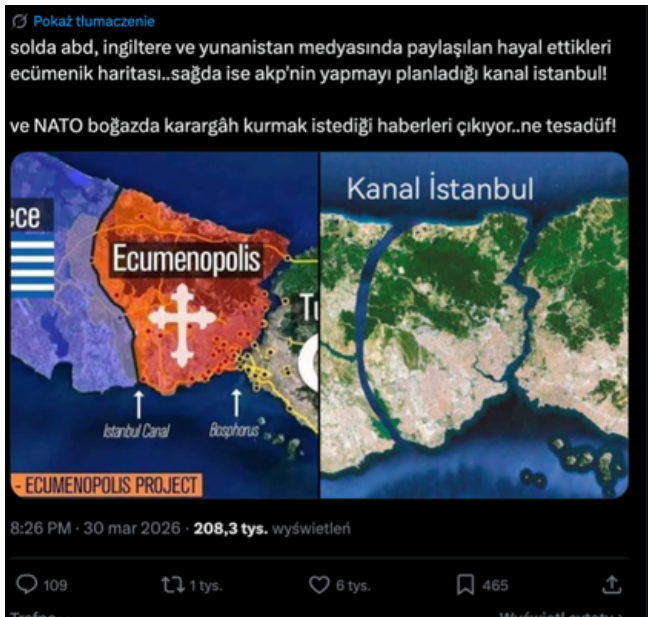 Pokaż tłumaczenie
solda abd, ingiltere ve yunanistan medyasında paylaşılan hayal ettikleri
ecümenik haritası..sağda ise akp'nin yapmayı planladığı kanal istanbul!
ve NATO boğazda karargâh kurmak istediği haberleri çıkıyor..ne tesadüf!
ece
Ecumenopolis
Tu
Istanbul Canal
Bosphorus
- ECUMENOPOLIS PROJECT
Kanal İstanbul
8:26 PM · 30 mar 2026 · 208,3 tys. wyświetleń
109
1 tys.
6 tys.
465